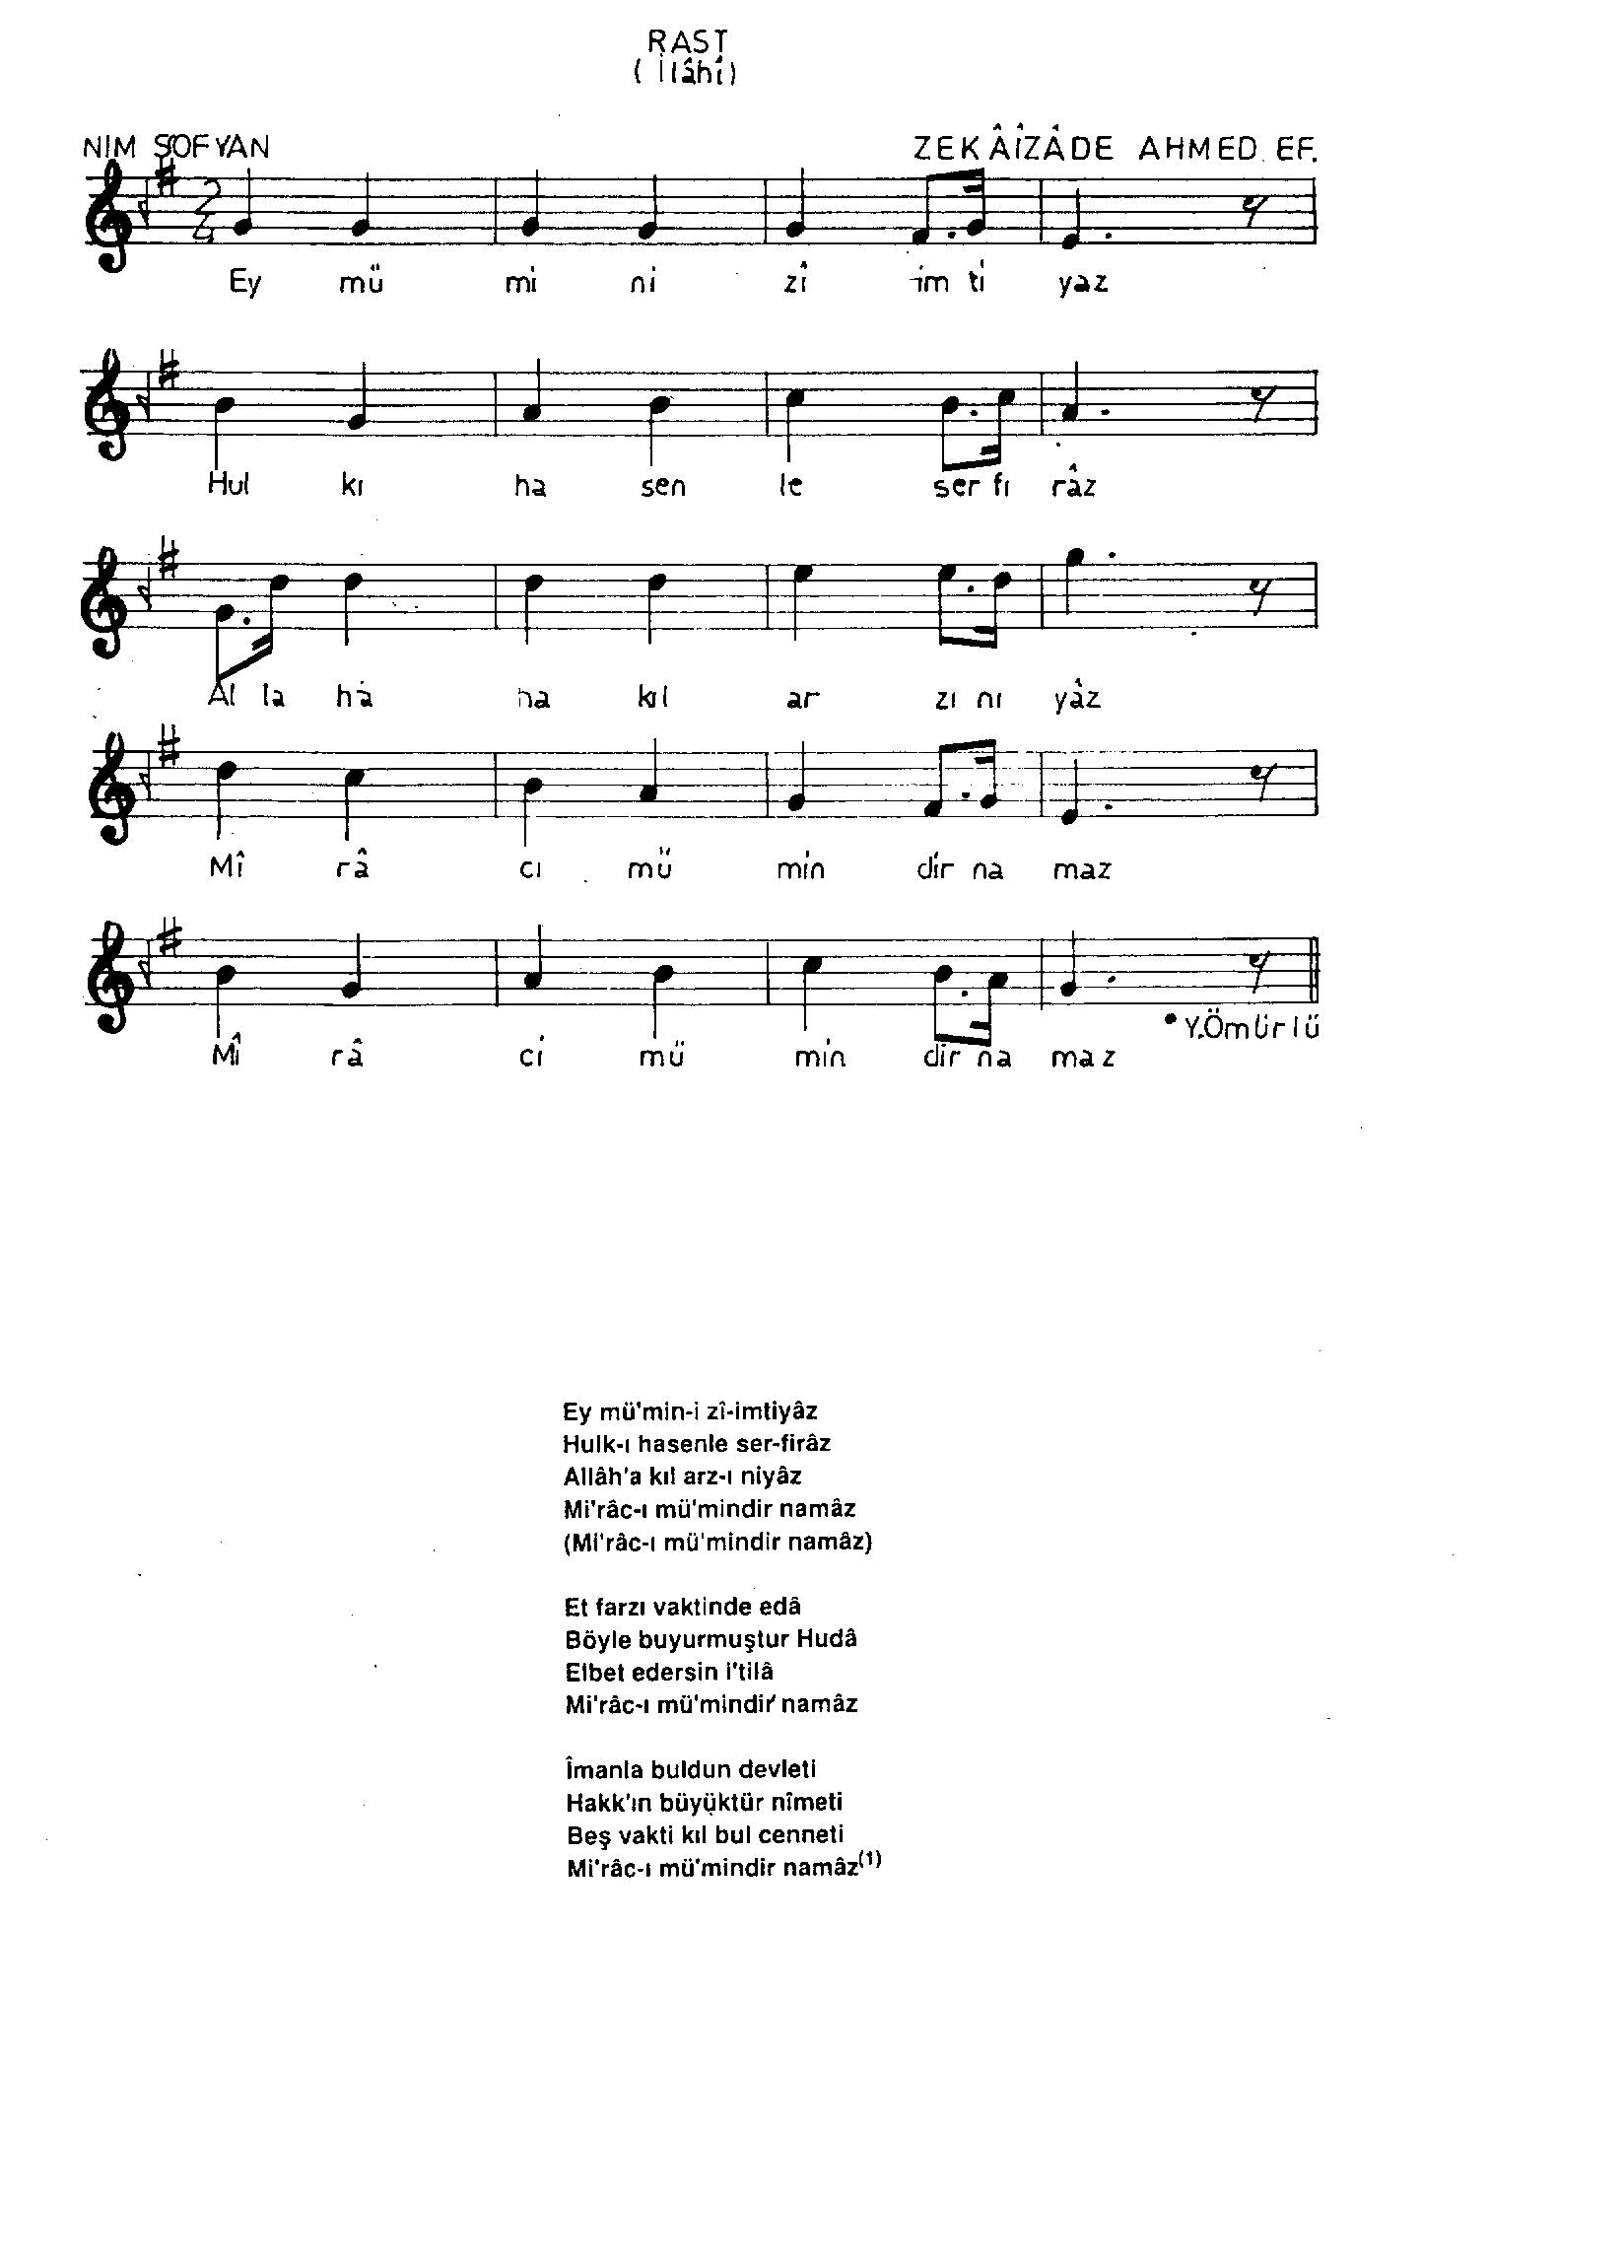 RAST
(İlâhî)
NIM SOFYAN
ZEKÂİZÂDE AHMED EF.
2
4
Ey mü mi ni zî im ti yaz
Hul kı ha sen le ser fı râz
Al la ha ha kıl ar zı nı yâz
Mî râ cı mü min dir na maz
Mî râ ci mü min dir na maz
•Y.Ömürlü
Ey mü'min-i zî-imtiyâz
Hulk-ı hasenle ser-firâz
Allâh'a kıl arz-ı niyâz
Mi'râc-ı mü'mindir namâz
(Mi'râc-ı mü'mindir namâz)
Et farzı vaktinde edâ
Böyle buyurmuştur Hudâ
Elbet edersin i'tilâ
Mi'râc-ı mü'mindir namâz
Îmanla buldun devleti
Hakk'ın büyüktür nîmeti
Beş vakti kıl bul cenneti
Mi'râc-ı mü'mindir namâz(1)